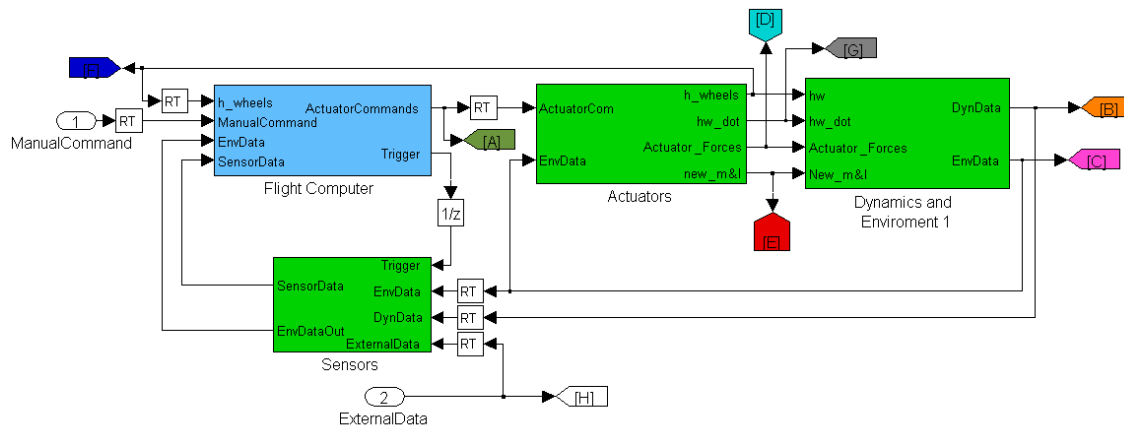 [D]
[G]
[F]
RT
h_wheels
ActuatorCommands
RT
ActuatorCom
h_wheels
hw
DynData
[B]
1
RT
ManualCommand
hw_dot
hw_dot
ManualCommand
EnvData
[A]
Trigger
EnvData
Actuator_Forces
Actuator_Forces
EnvData
[C]
SensorData
new_m&I
New_m&I
Flight Computer
Actuators
Dynamics and
Enviroment 1
1/z
[E]
Trigger
SensorData
EnvData
RT
DynData
RT
EnvDataOut
ExternalData
RT
Sensors
2
[H]
ExternalData